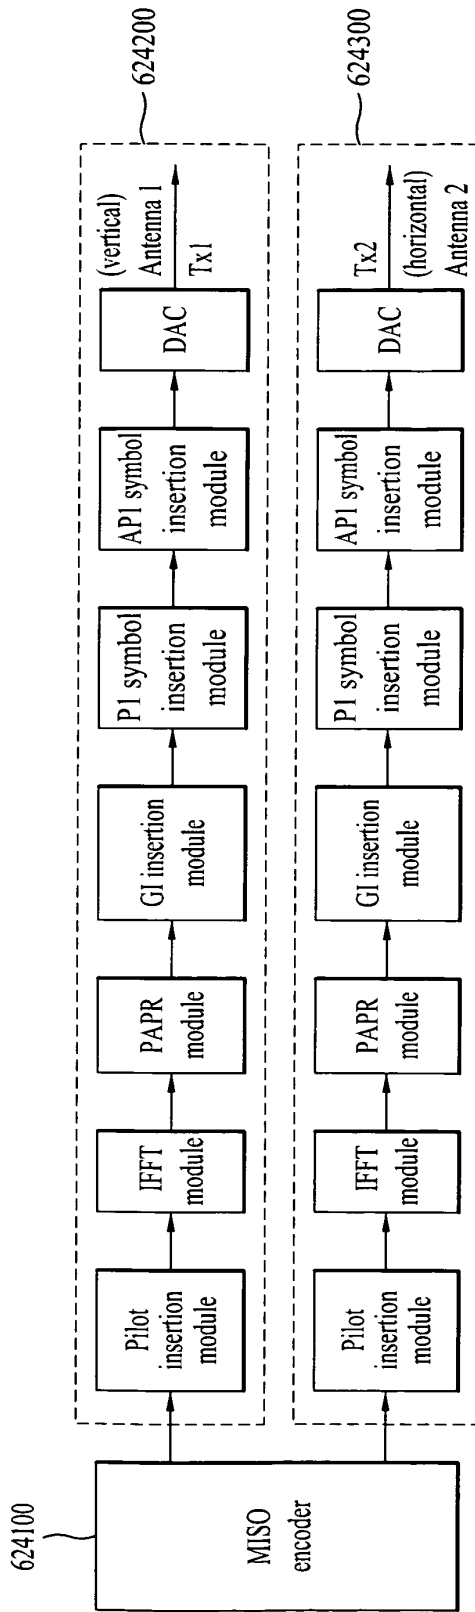 624100
MISO
encoder
624200
Pilot
insertion
module
IFFT
module
PAPR
module
GI insertion
module
P1 symbol
insertion
module
AP1 symbol
insertion
module
DAC
(vertical)
Antenna 1
Tx1
624300
Pilot
insertion
module
IFFT
module
PAPR
module
GI insertion
module
P1 symbol
insertion
module
AP1 symbol
insertion
module
DAC
Tx2
(horizontal)
Antenna 2